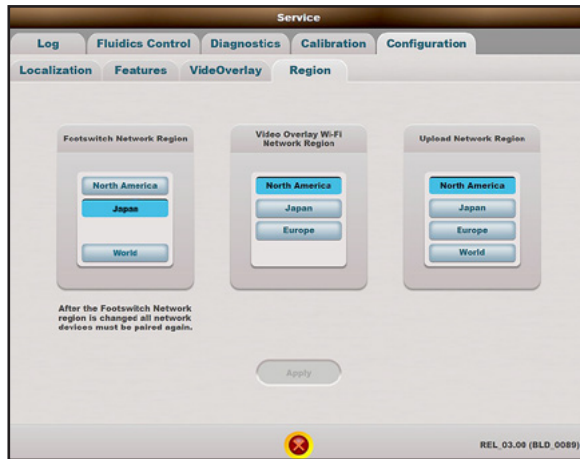 Service
Log Fluidics Control Diagnostics Calibration Configuration
Localization Features VideOverlay Region
Footswitch Network Region
North America
Japan
World
Video Overlay Wi-Fi
Network Region
North America
Japan
Europe
Upload Network Region
North America
Japan
Europe
World
After the Footswitch Network
region is changed all network
devices must be paired again.
Apply
REL_03.00 (BLD_0089)